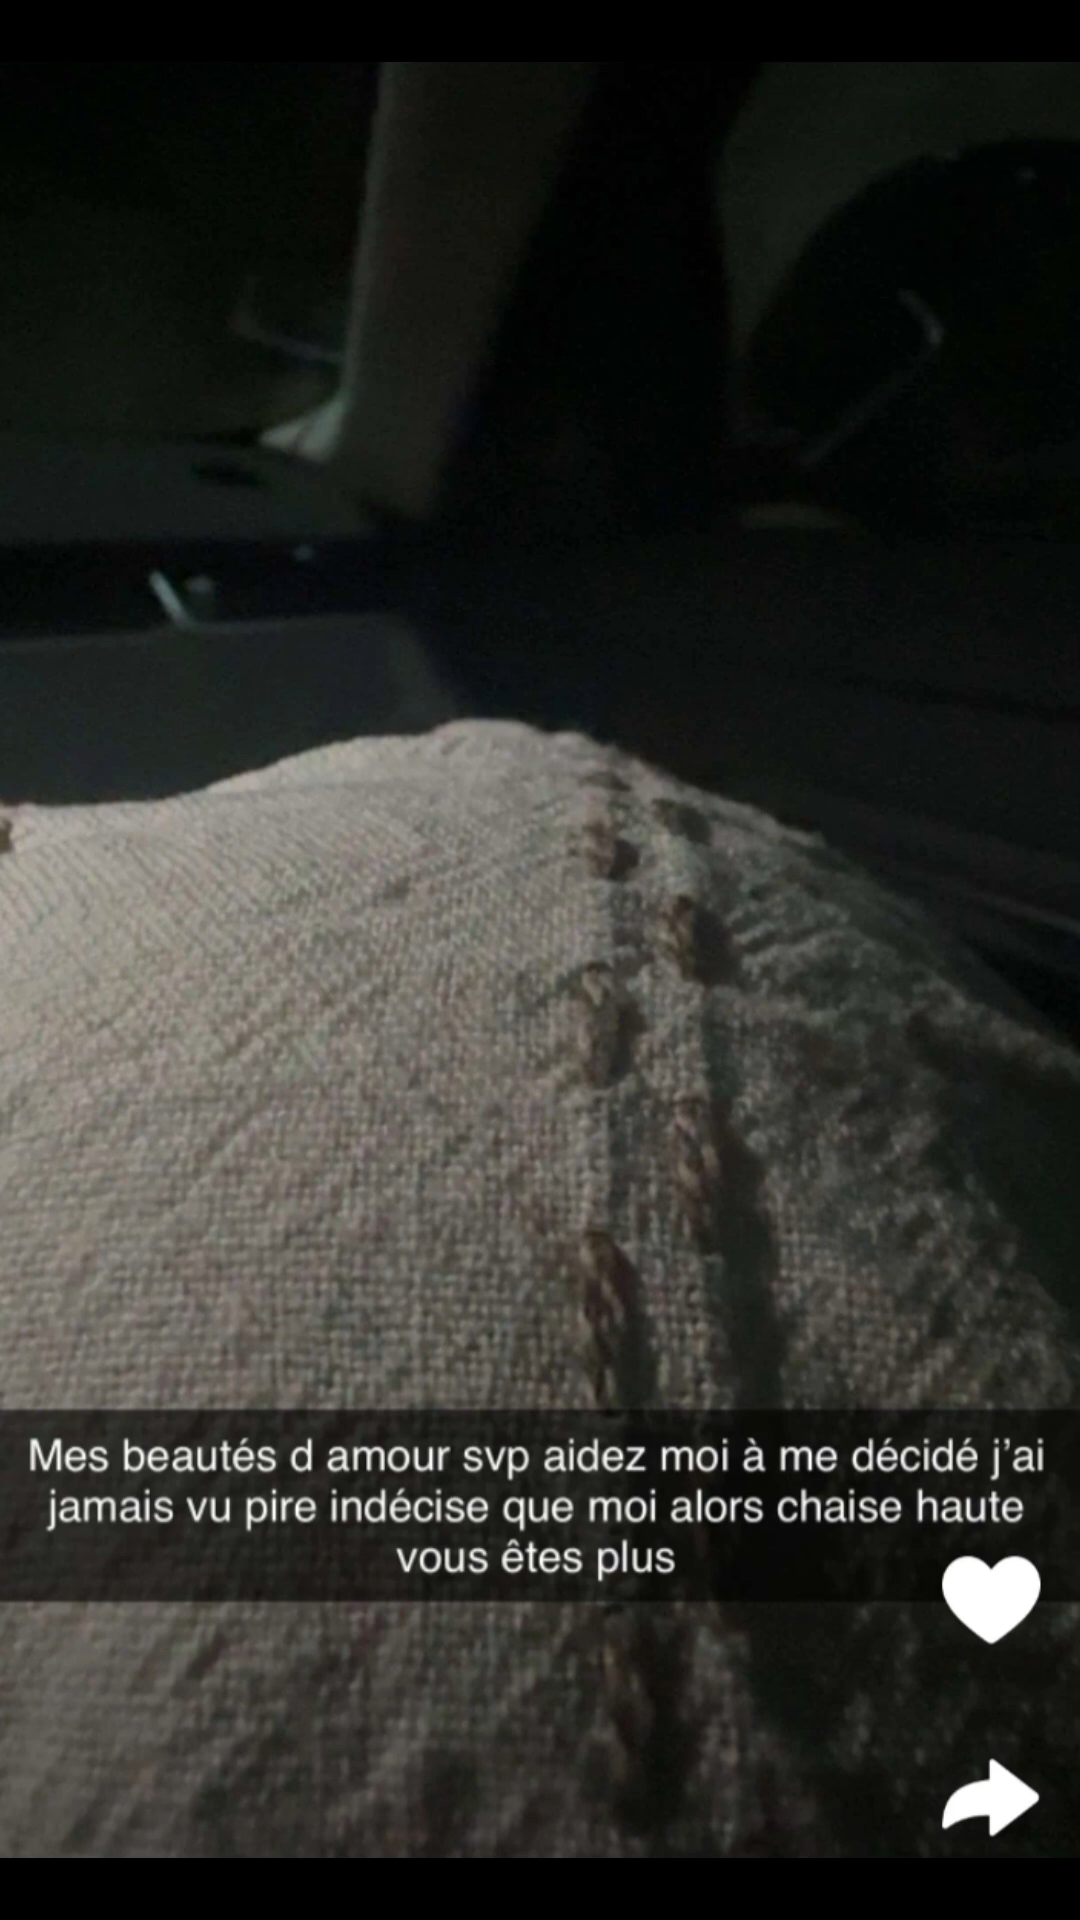 Mes beautés d amour svp aidez moi à me décidé j’ai
jamais vu pire indécise que moi alors chaise haute
vous êtes plus